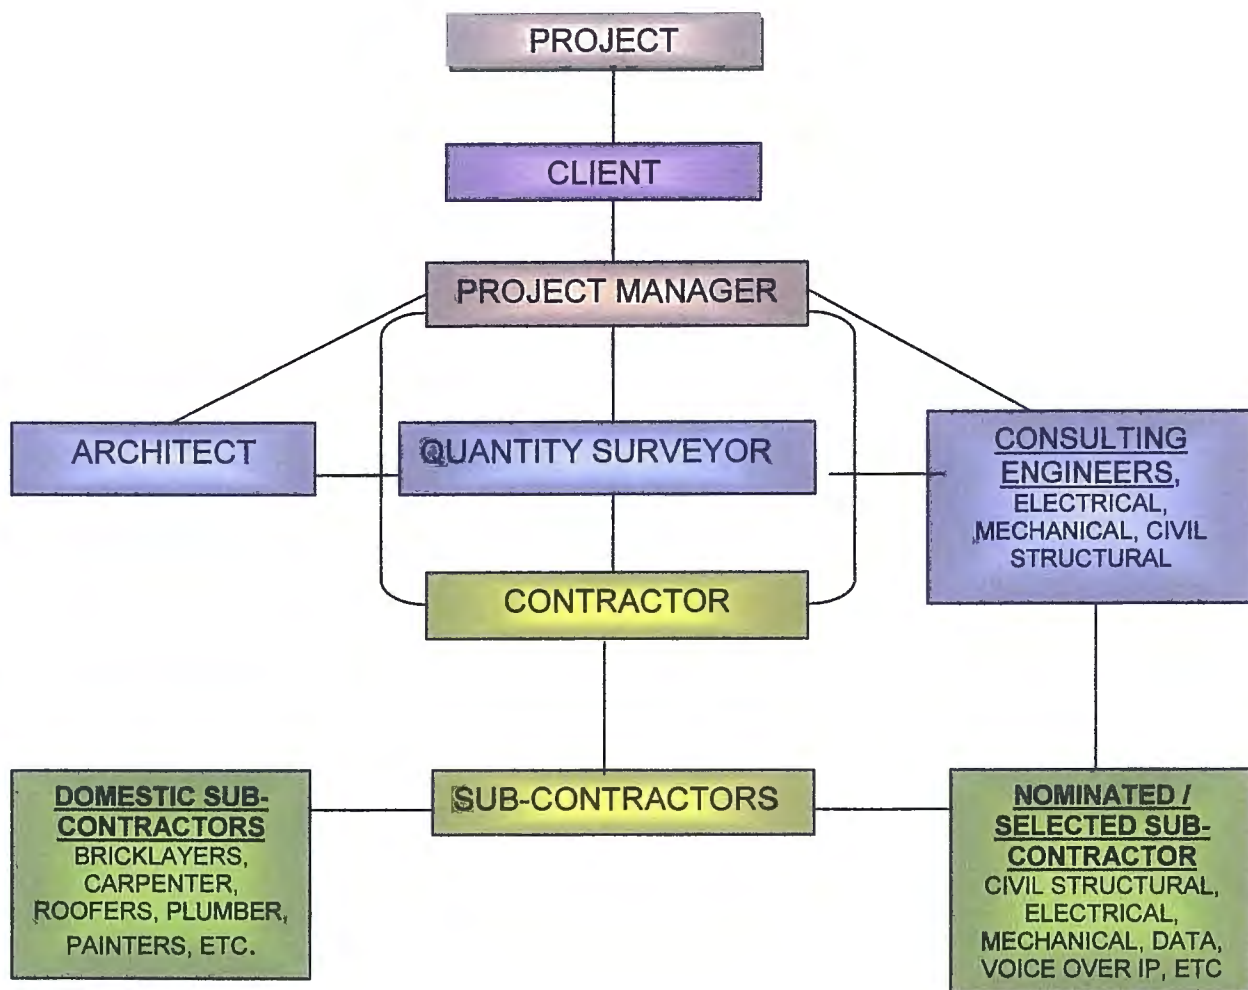 PROJECT
CLIENT
PROJECT MANAGER
ARCHITECT
QUANTITY SURVEYOR
CONSULTING
ENGINEERS,
ELECTRICAL,
MECHANICAL, CIVIL
STRUCTURAL
CONTRACTOR
DOMESTIC SUB-
CONTRACTORS
BRICKLAYERS,
CARPENTER,
ROOFERS, PLUMBER,
PAINTERS, ETC.
SUB-CONTRACTORS
NOMINATED /
SELECTED SUB-
CONTRACTOR
CIVIL STRUCTURAL,
ELECTRICAL,
MECHANICAL, DATA,
VOICE OVER IP, ETC